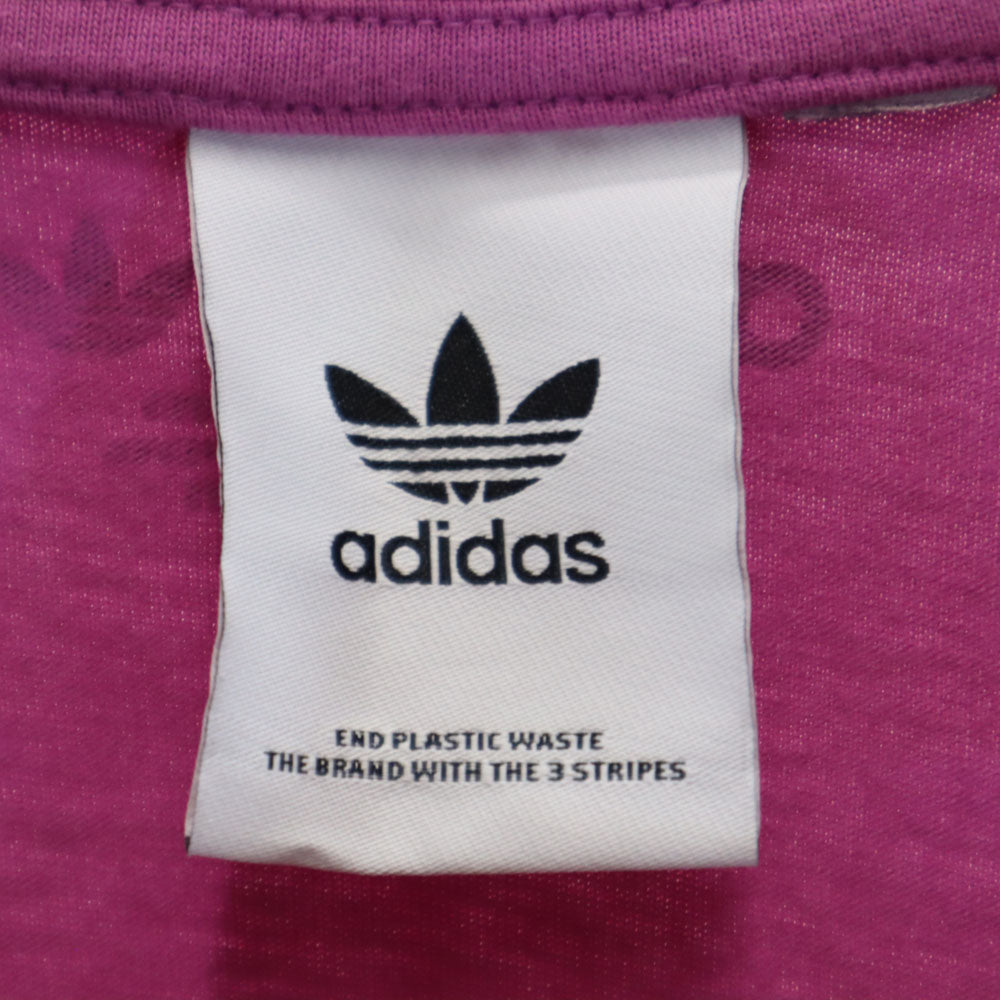 adidas
END PLASTIC WASTE
THE BRAND WITH THE 3 STRIPES